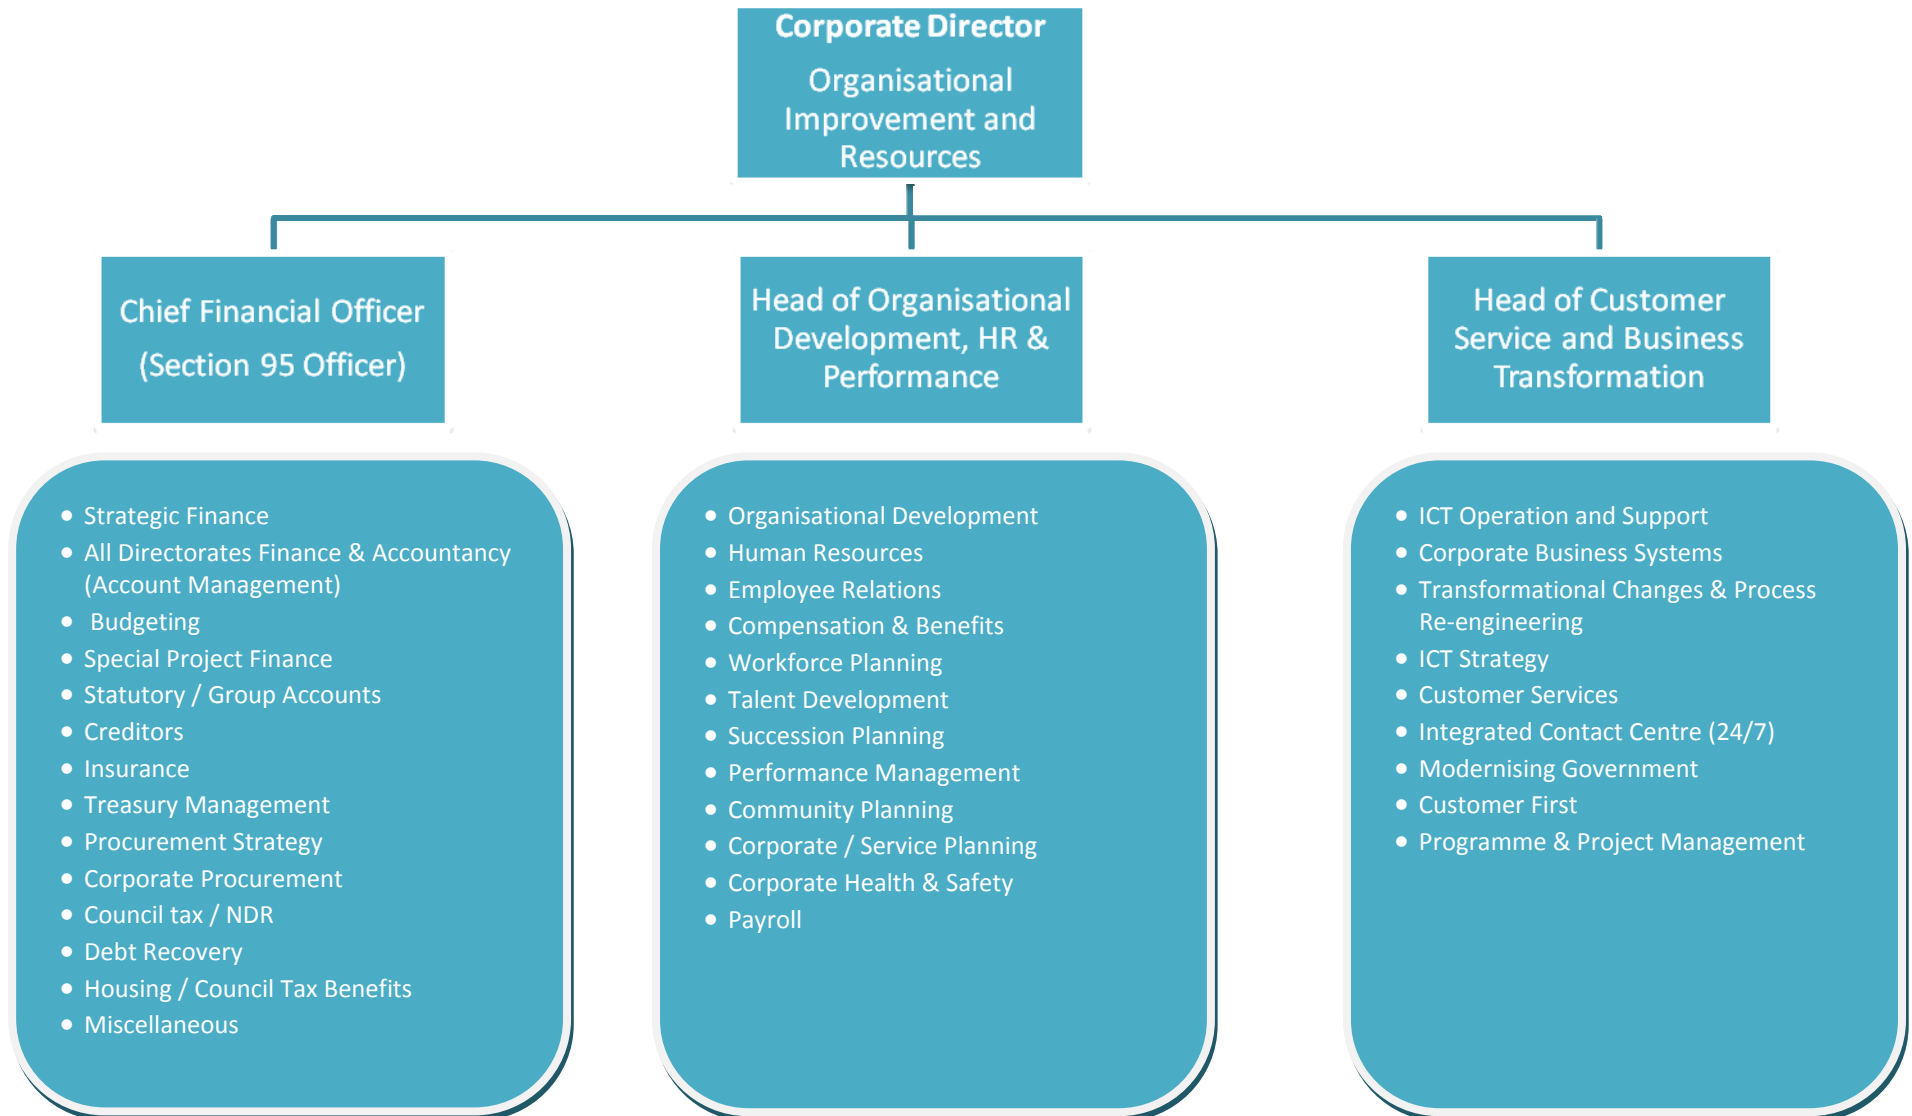 Corporate Director
Organisational
Improvement and
Resources
Chief Financial Officer
(Section 95 Officer)
Head of Organisational
Development, HR &
Performance
Head of Customer
Service and Business
Transformation
• Strategic Finance
• All Directorates Finance & Accountancy
(Account Management)
• Budgeting
• Special Project Finance
• Statutory / Group Accounts
• Creditors
• Insurance
• Treasury Management
• Procurement Strategy
• Corporate Procurement
• Council tax / NDR
• Debt Recovery
• Housing / Council Tax Benefits
• Miscellaneous
• Organisational Development
• Human Resources
• Employee Relations
• Compensation & Benefits
• Workforce Planning
• Talent Development
• Succession Planning
• Performance Management
• Community Planning
• Corporate / Service Planning
• Corporate Health & Safety
• Payroll
• ICT Operation and Support
• Corporate Business Systems
• Transformational Changes & Process
Re-engineering
• ICT Strategy
• Customer Services
• Integrated Contact Centre (24/7)
• Modernising Government
• Customer First
• Programme & Project Management